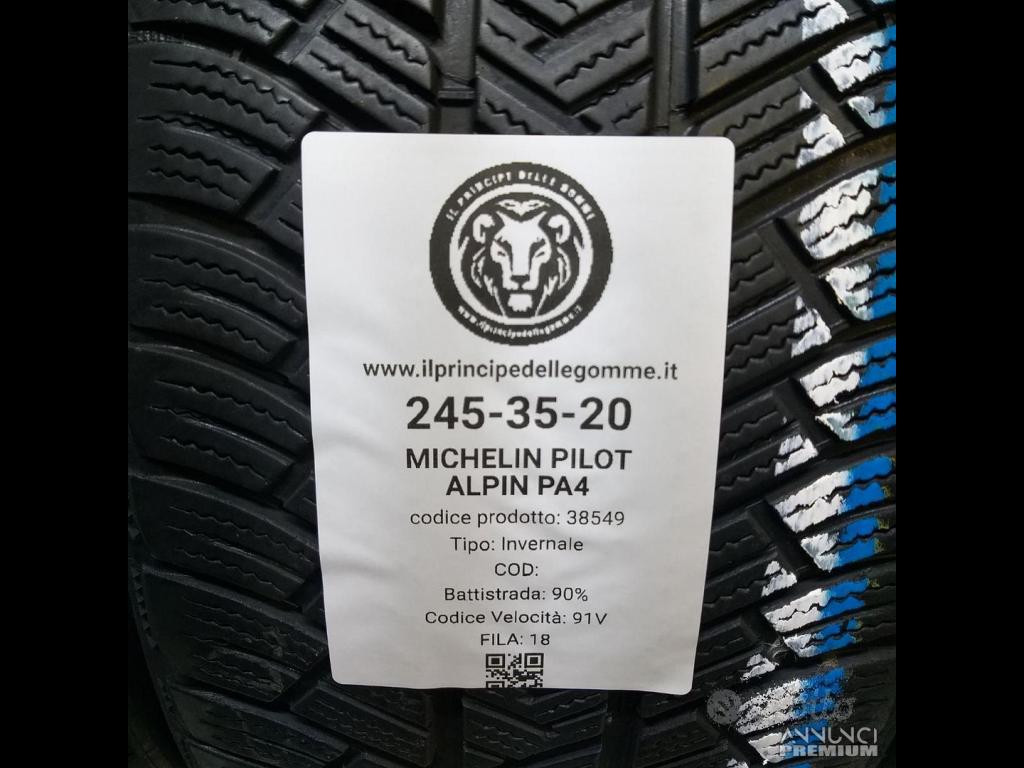 IL PRINCIPE DELLE GOMME
www.ilprincipedellegomme.it
www.ilprincipedellegomme.it
245-35-20
MICHELIN PILOT
ALPIN PA4
codice prodotto: 38549
Tipo: Invernale
COD:
Battistrada: 90%
Codice Velocità: 91V
FILA: 18
ANNUNCI
PREMIUM